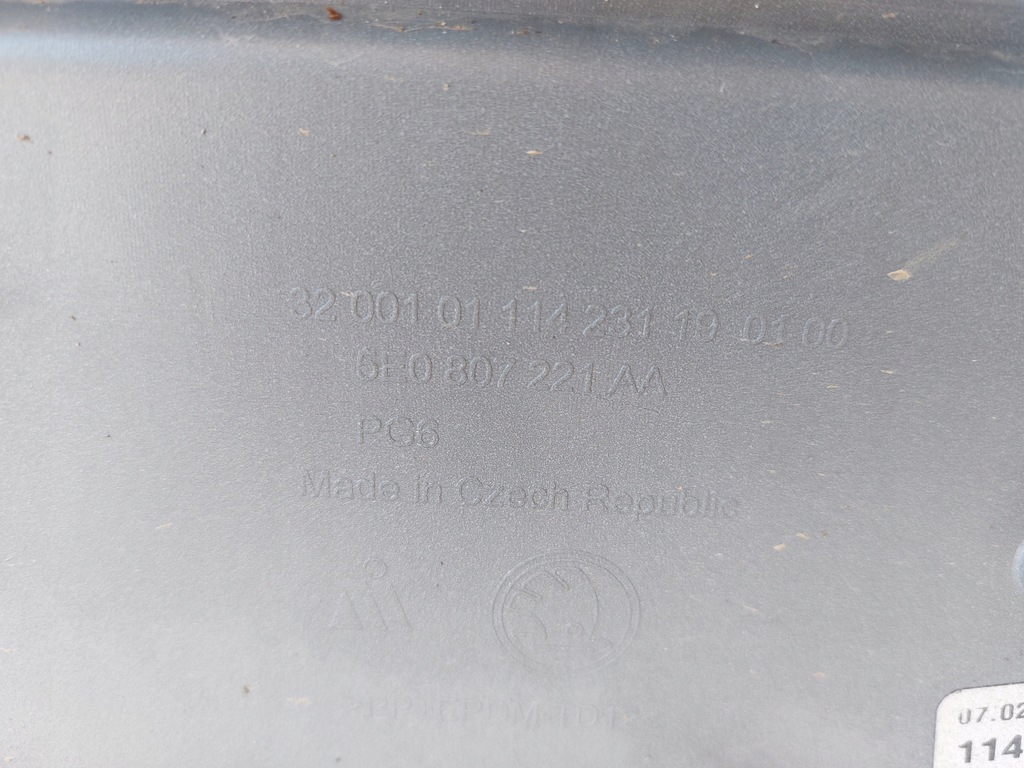 32 001 01 114 231 19 01 00
6E0 807 221 AA
PG6
Made in Czech Republic
07.02
114